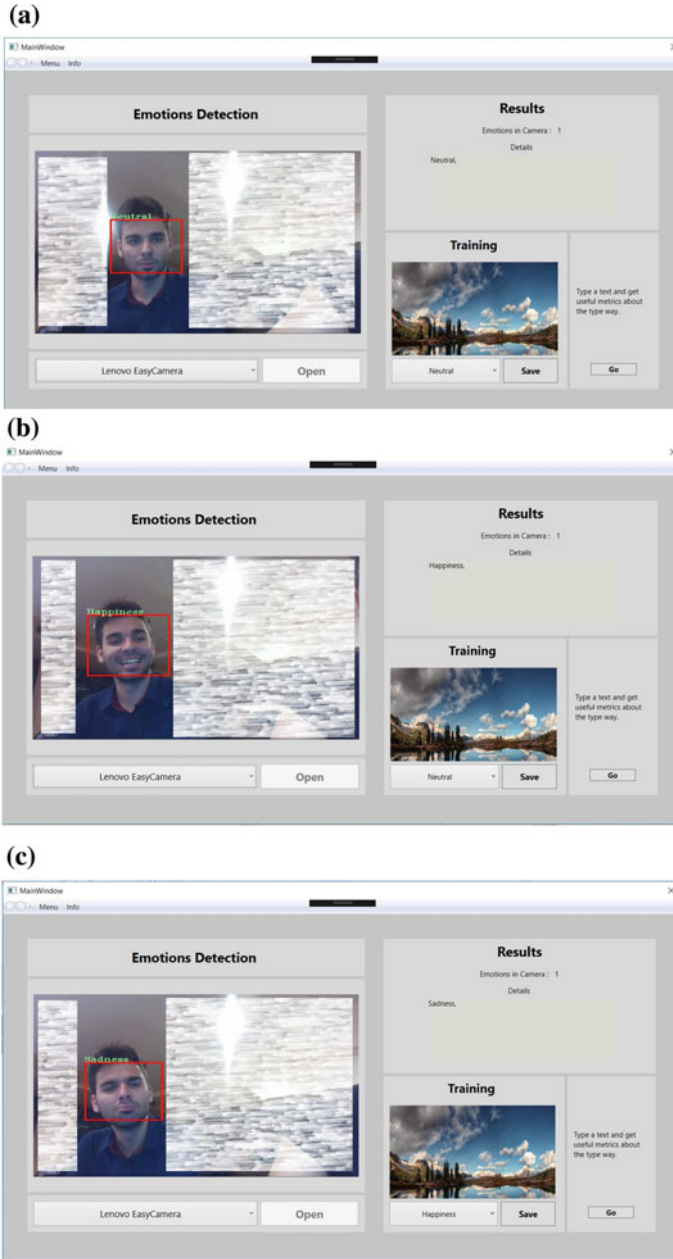 (a)
MainWindow
Menu Info
Emotions Detection
Neutral
Lenovo EasyCamera
Open
Results
Emotions in Camera : 1
Details
Neutral,
Training
Neutral
Save
Type a text and get
useful metrics about
the type way.
Go
(b)
MainWindow
Menu Info
Emotions Detection
Happiness
Lenovo EasyCamera
Open
Results
Emotions in Camera : 1
Details
Happiness,
Training
Neutral
Save
Type a text and get
useful metrics about
the type way.
Go
(c)
MainWindow
Menu Info
Emotions Detection
Sadness
Lenovo EasyCamera
Open
Results
Emotions in Camera : 1
Details
Sadness,
Training
Happiness
Save
Type a text and get
useful metrics about
the type way.
Go